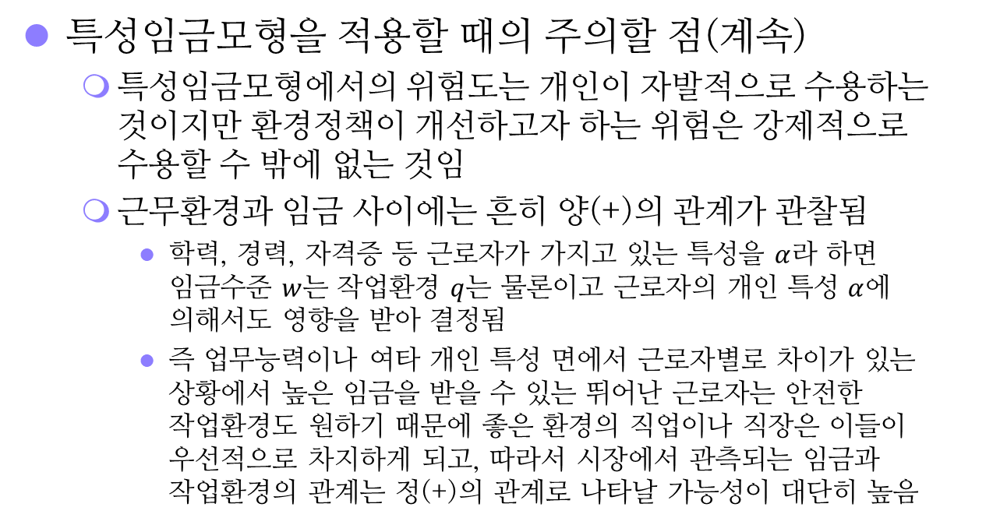 특성임금모형을 적용할 때의 주의할 점(계속)
특성임금모형에서의 위험도는 개인이 자발적으로 수용하는
것이지만 환경정책이 개선하고자 하는 위험은 강제적으로
수용할 수 밖에 없는 것임
근무환경과 임금 사이에는 흔히 양(+)의 관계가 관찰됨
학력, 경력, 자격증 등 근로자가 가지고 있는 특성을 α라 하면
임금수준 w는 작업환경 q는 물론이고 근로자의 개인 특성 α에
의해서도 영향을 받아 결정됨
즉 업무능력이나 여타 개인 특성 면에서 근로자별로 차이가 있는
상황에서 높은 임금을 받을 수 있는 뛰어난 근로자는 안전한
작업환경도 원하기 때문에 좋은 환경의 직업이나 직장은 이들이
우선적으로 차지하게 되고, 따라서 시장에서 관측되는 임금과
작업환경의 관계는 정(+)의 관계로 나타날 가능성이 대단히 높음